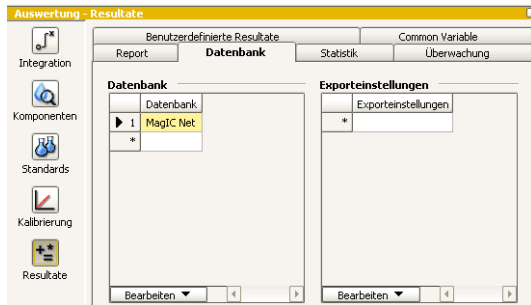 Auswertung - Resultate
Integration
Komponenten
Standards
Kalibrierung
Resultate
Benutzerdefinierte Resultate
Common Variable
Report
Datenbank
Statistik
Überwachung
Datenbank
Datenbank
1 MagIC Net
*
Bearbeiten
Exporteinstellungen
Exporteinstellungen
*
Bearbeiten